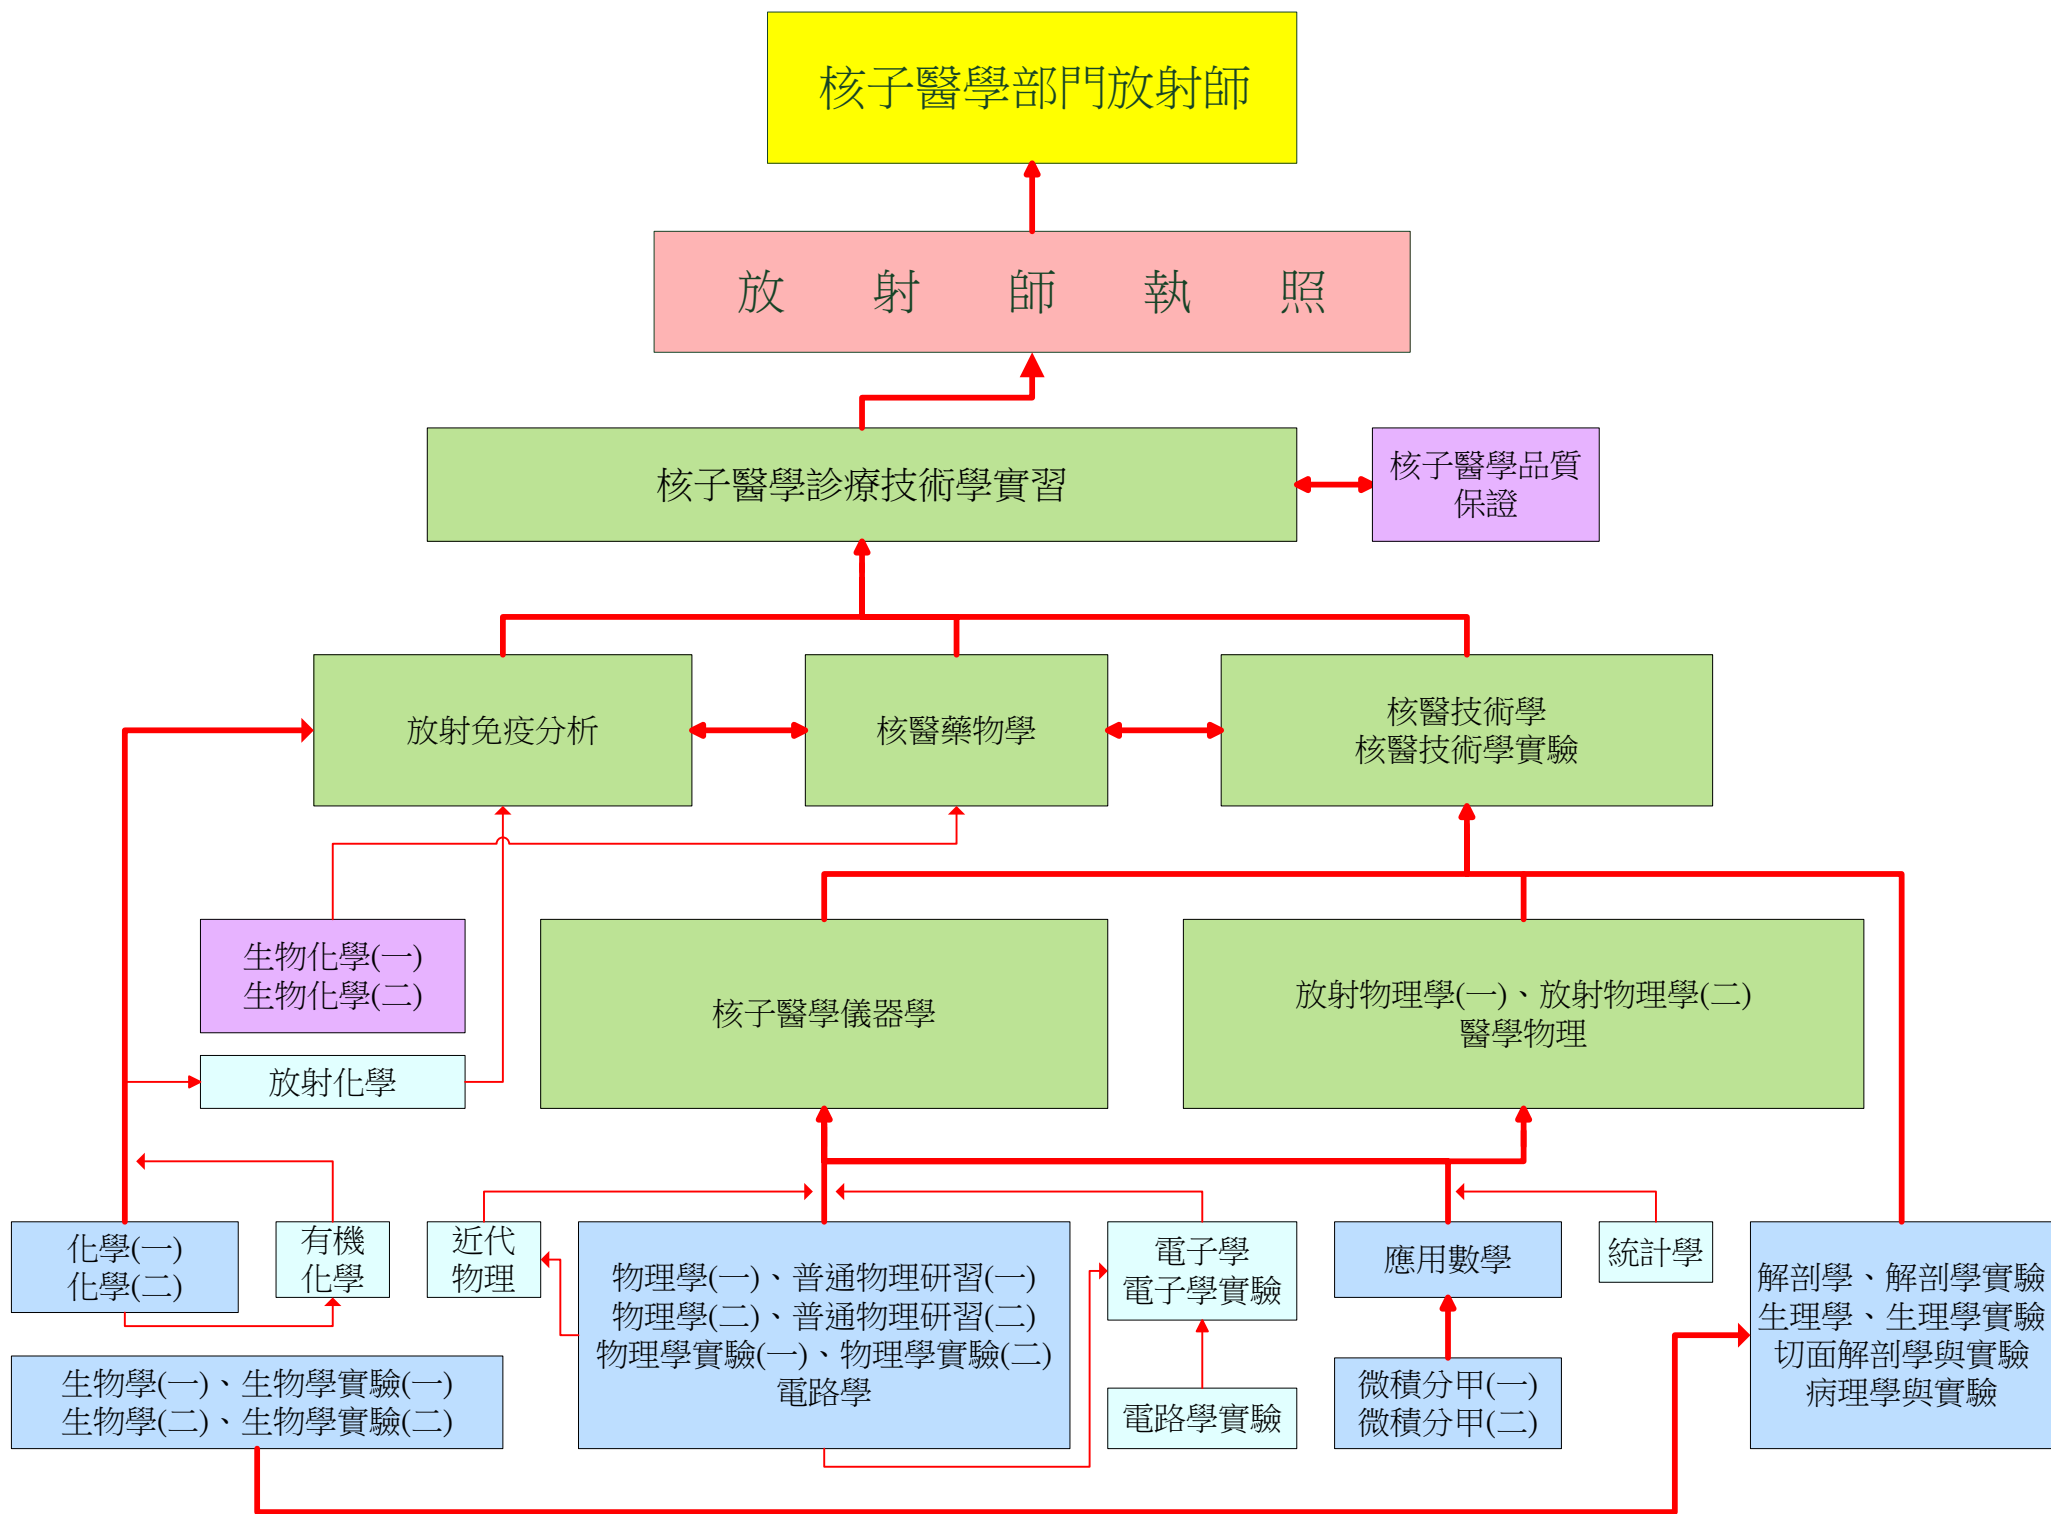 核子醫學部門放射師
放射師執照
核子醫學診療技術學實習
核子醫學品質
保證
放射免疫分析
核醫藥物學
核醫技術學
核醫技術學實驗
生物化學(一)
生物化學(二)
核子醫學儀器學
放射物理學(一)、放射物理學(二)
醫學物理
放射化學
化學(一)
化學(二)
有機
化學
近代
物理
物理學(一)、普通物理研習(一)
物理學(二)、普通物理研習(二)
物理學實驗(一)、物理學實驗(二)
電路學
電子學
電子學實驗
應用數學
統計學
解剖學、解剖學實驗
生理學、生理學實驗
切面解剖學與實驗
病理學與實驗
生物學(一)、生物學實驗(一)
生物學(二)、生物學實驗(二)
電路學實驗
微積分甲(一)
微積分甲(二)